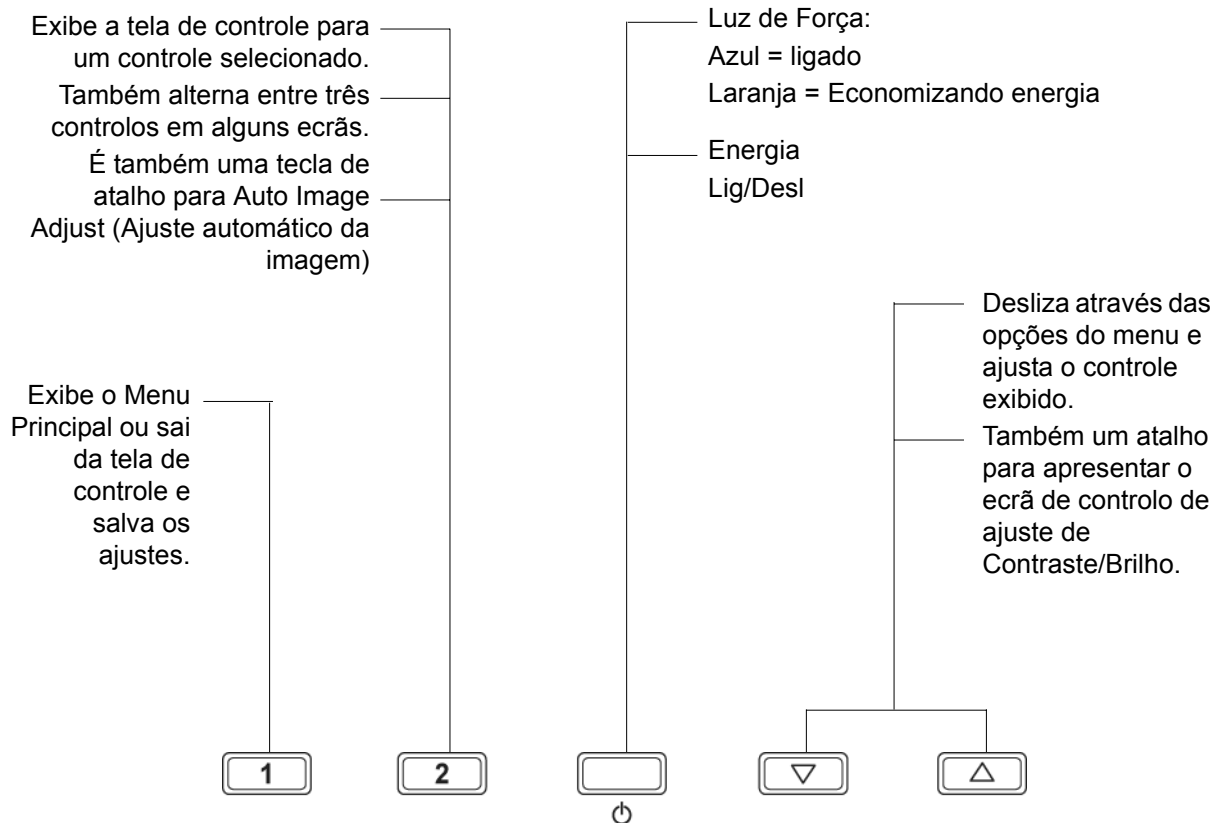 Exibe a tela de controle para
um controle selecionado.
Também alterna entre três
controlos em alguns ecrãs.
É também uma tecla de
atalho para Auto Image
Adjust (Ajuste automático da
imagem)
Luz de Força:
Azul = ligado
Laranja = Economizando energia
Energia
Lig/Desl
Exibe o Menu
Principal ou sai
da tela de
controle e
salva os
ajustes.
Desliza através das
opções do menu e
ajusta o controle
exibido.
Também um atalho
para apresentar o
ecrã de controlo de
ajuste de
Contraste/Brilho.
1
2